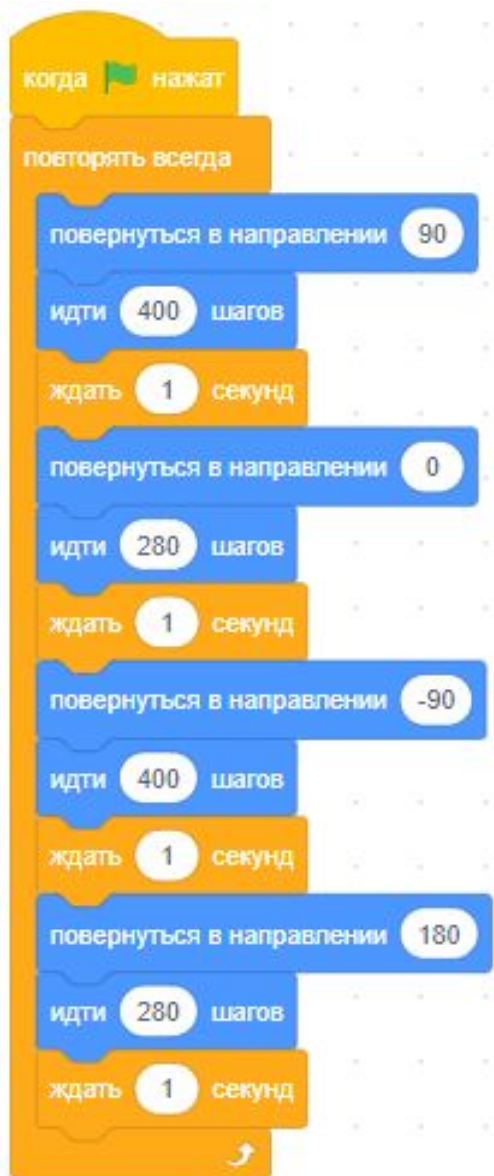 когда нажат
повторять всегда
повернуться в направлении 90
идти 400 шагов
ждать 1 секунд
повернуться в направлении 0
идти 280 шагов
ждать 1 секунд
повернуться в направлении -90
идти 400 шагов
ждать 1 секунд
повернуться в направлении 180
идти 280 шагов
ждать 1 секунд